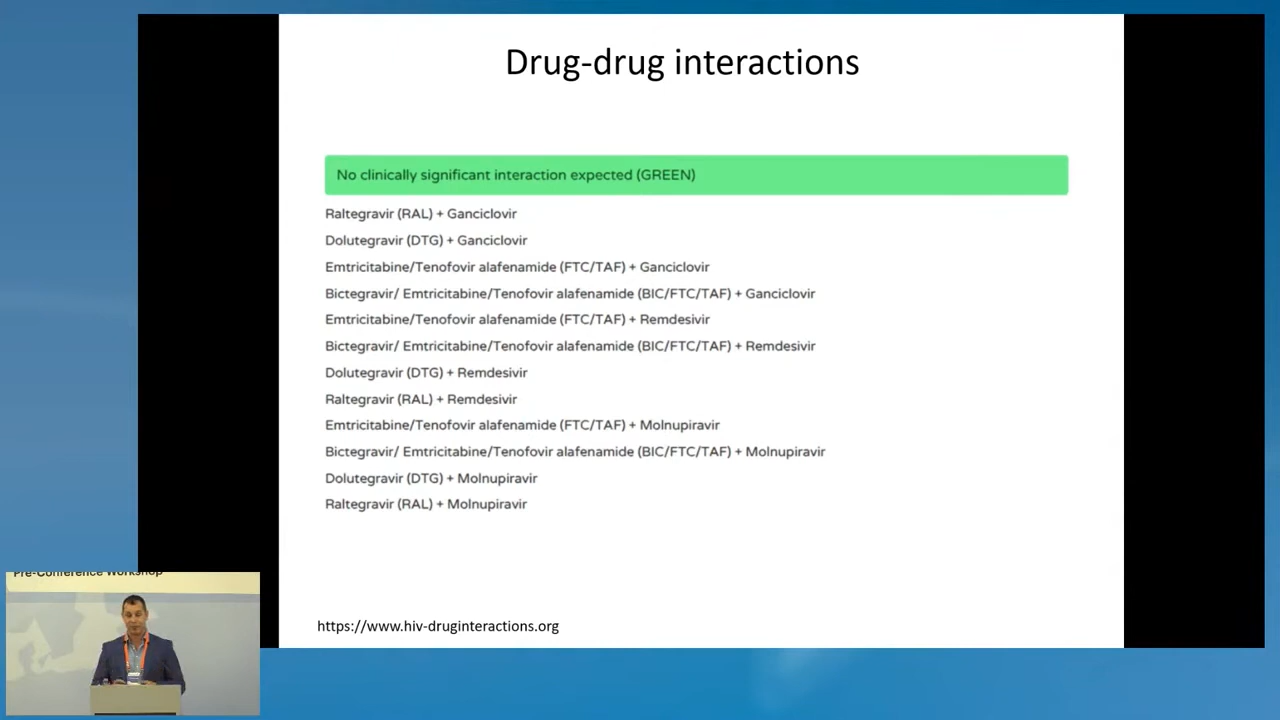 Drug-drug interactions
No clinically significant interaction expected (GREEN)
Raltegravir (RAL) + Ganciclovir
Dolutegravir (DTG) + Ganciclovir
Emtricitabine/Tenofovir alafenamide (FTC/TAF) + Ganciclovir
Bictegravir/ Emtricitabine/Tenofovir alafenamide (BIC/FTC/TAF) + Ganciclovir
Emtricitabine/Tenofovir alafenamide (FTC/TAF) + Remdesivir
Bictegravir/ Emtricitabine/Tenofovir alafenamide (BIC/FTC/TAF) + Remdesivir
Dolutegravir (DTG) + Remdesivir
Raltegravir (RAL) + Remdesivir
Emtricitabine/Tenofovir alafenamide (FTC/TAF) + Molnupiravir
Bictegravir/ Emtricitabine/Tenofovir alafenamide (BIC/FTC/TAF) + Molnupiravir
Dolutegravir (DTG) + Molnupiravir
Raltegravir (RAL) + Molnupiravir
Pre-Conference Workshop
https://www.hiv-druginteractions.org